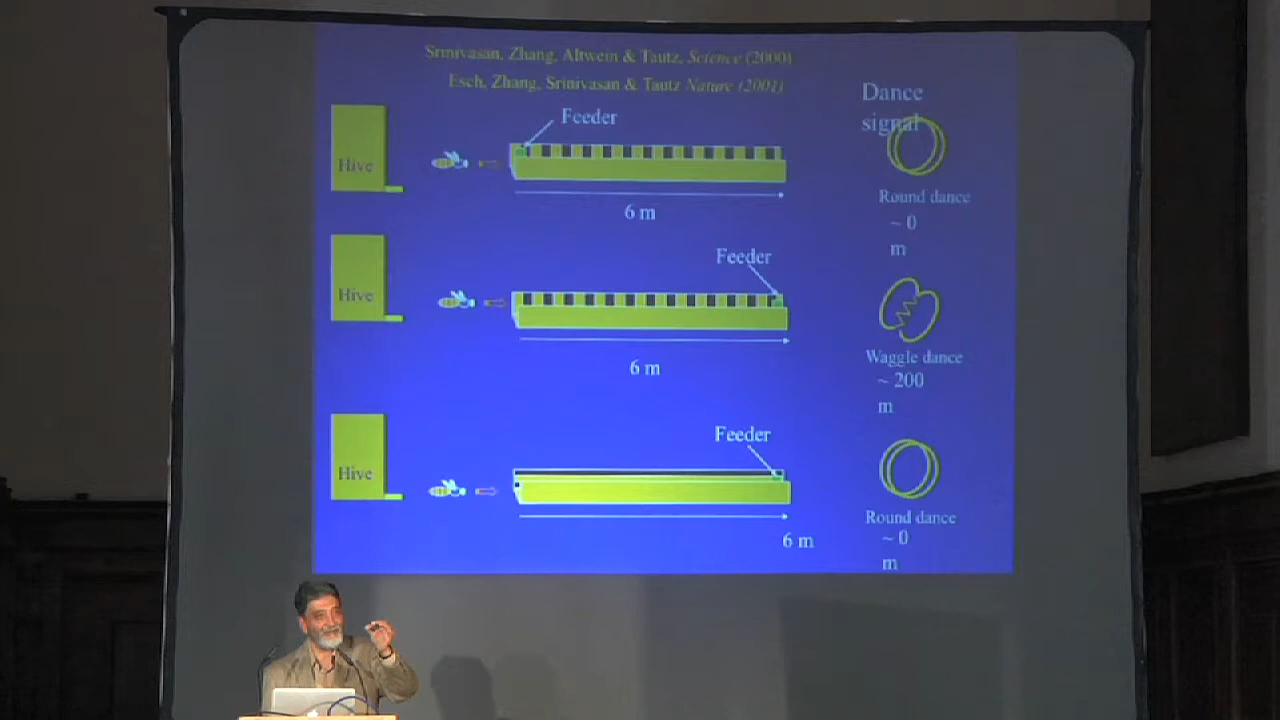 Srinivasan, Zhang, Altwein & Tautz, Science (2000)
Esch, Zhang, Srinivasan & Tautz Nature (2001)
Dance
signal
Feeder
Hive
6 m
Round dance
~ 0
m
Feeder
Hive
6 m
Waggle dance
~ 200
m
Feeder
Hive
6 m
Round dance
~ 0
m